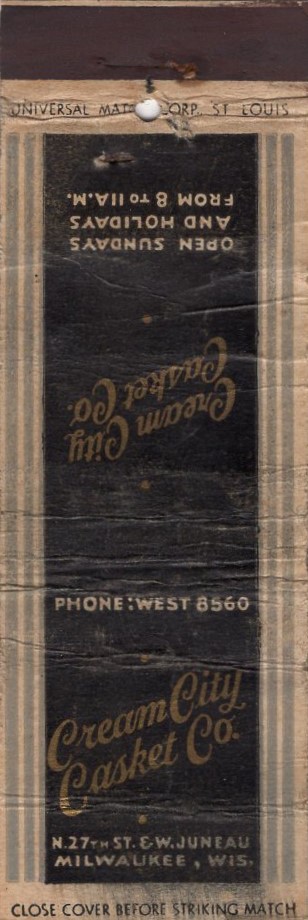 UNIVERSAL MATCH CORP. ST LOUIS
OPEN SUNDAYS
AND HOLIDAYS
FROM 8 TO 11 A.M.
Cream City
Casket Co.
PHONE: WEST 8560
Cream City
Casket Co.
N. 27TH ST. & W. JUNEAU
MILWAUKEE, WIS.
CLOSE COVER BEFORE STRIKING MATCH